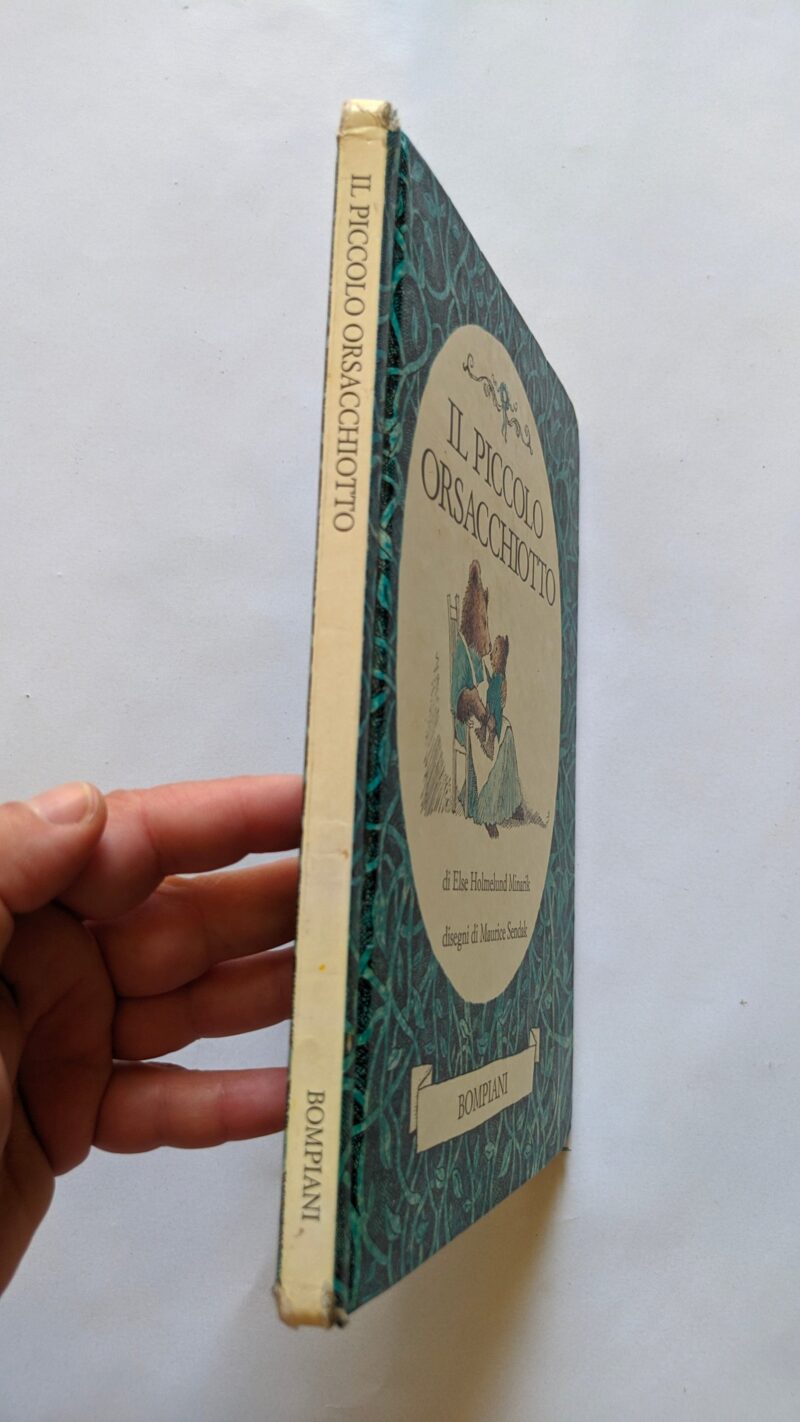 IL PICCOLO ORSACCHIOTTO
BOMPIANI
IL PICCOLO
ORSACCHIOTTO
di Else Holmelund Minarik
disegni di Maurice Sendak
BOMPIANI